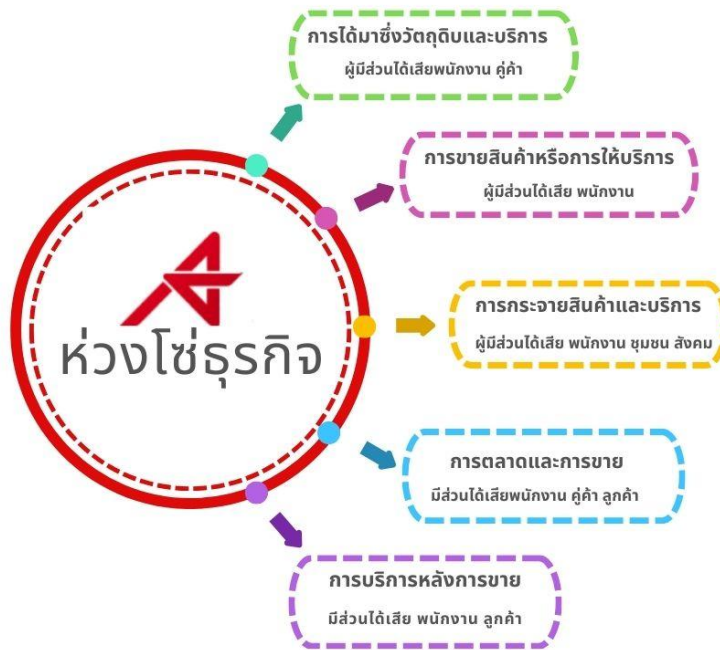 การได้มาซึ่งวัตถุดิบและบริการ
ผู้มีส่วนได้เสียพนักงาน คู่ค้า
การขายสินค้าหรือการให้บริการ
ผู้มีส่วนได้เสีย พนักงาน
ห่วงโซ่ธุรกิจ
การกระจายสินค้าและบริการ
ผู้มีส่วนได้เสีย พนักงาน ชุมชน สังคม
การตลาดและการขาย
มีส่วนได้เสียพนักงาน คู่ค้า ลูกค้า
การบริการหลังการขาย
มีส่วนได้เสีย พนักงาน ลูกค้า